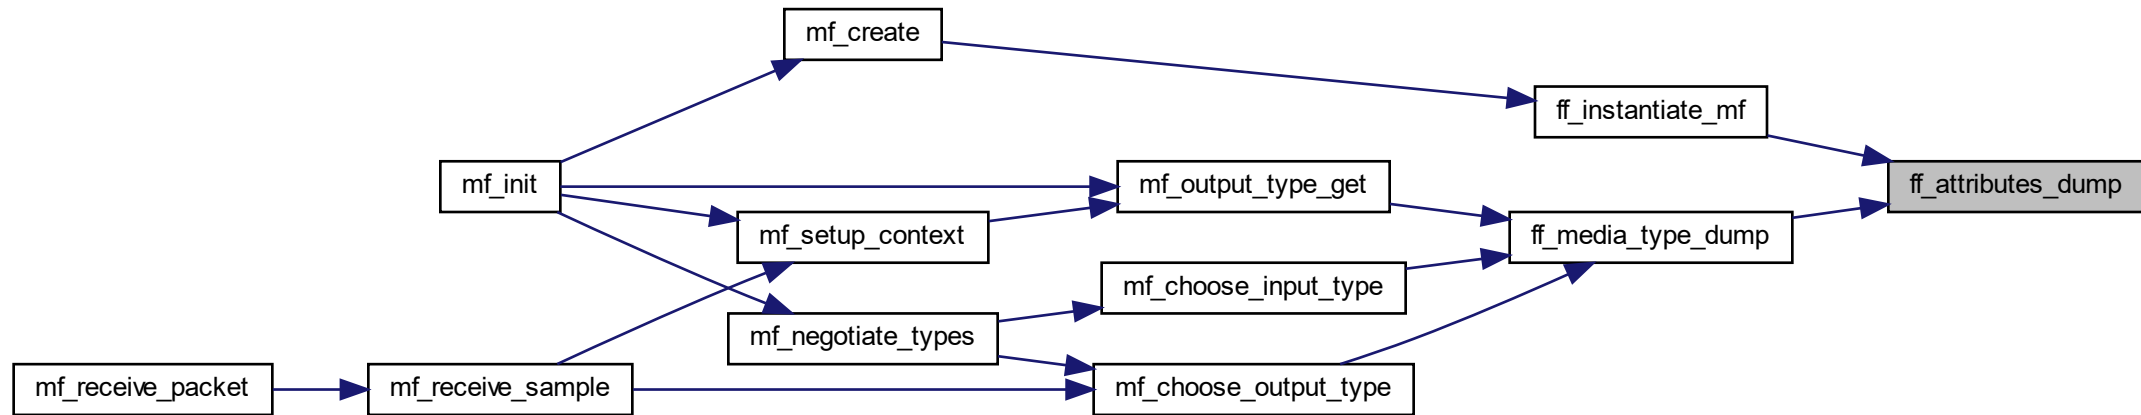 mf_create
ff_instantiate_mf
mf_init
mf_output_type_get
ff_attributes_dump
mf_setup_context
ff_media_type_dump
mf_choose_input_type
mf_negotiate_types
mf_receive_packet
mf_receive_sample
mf_choose_output_type